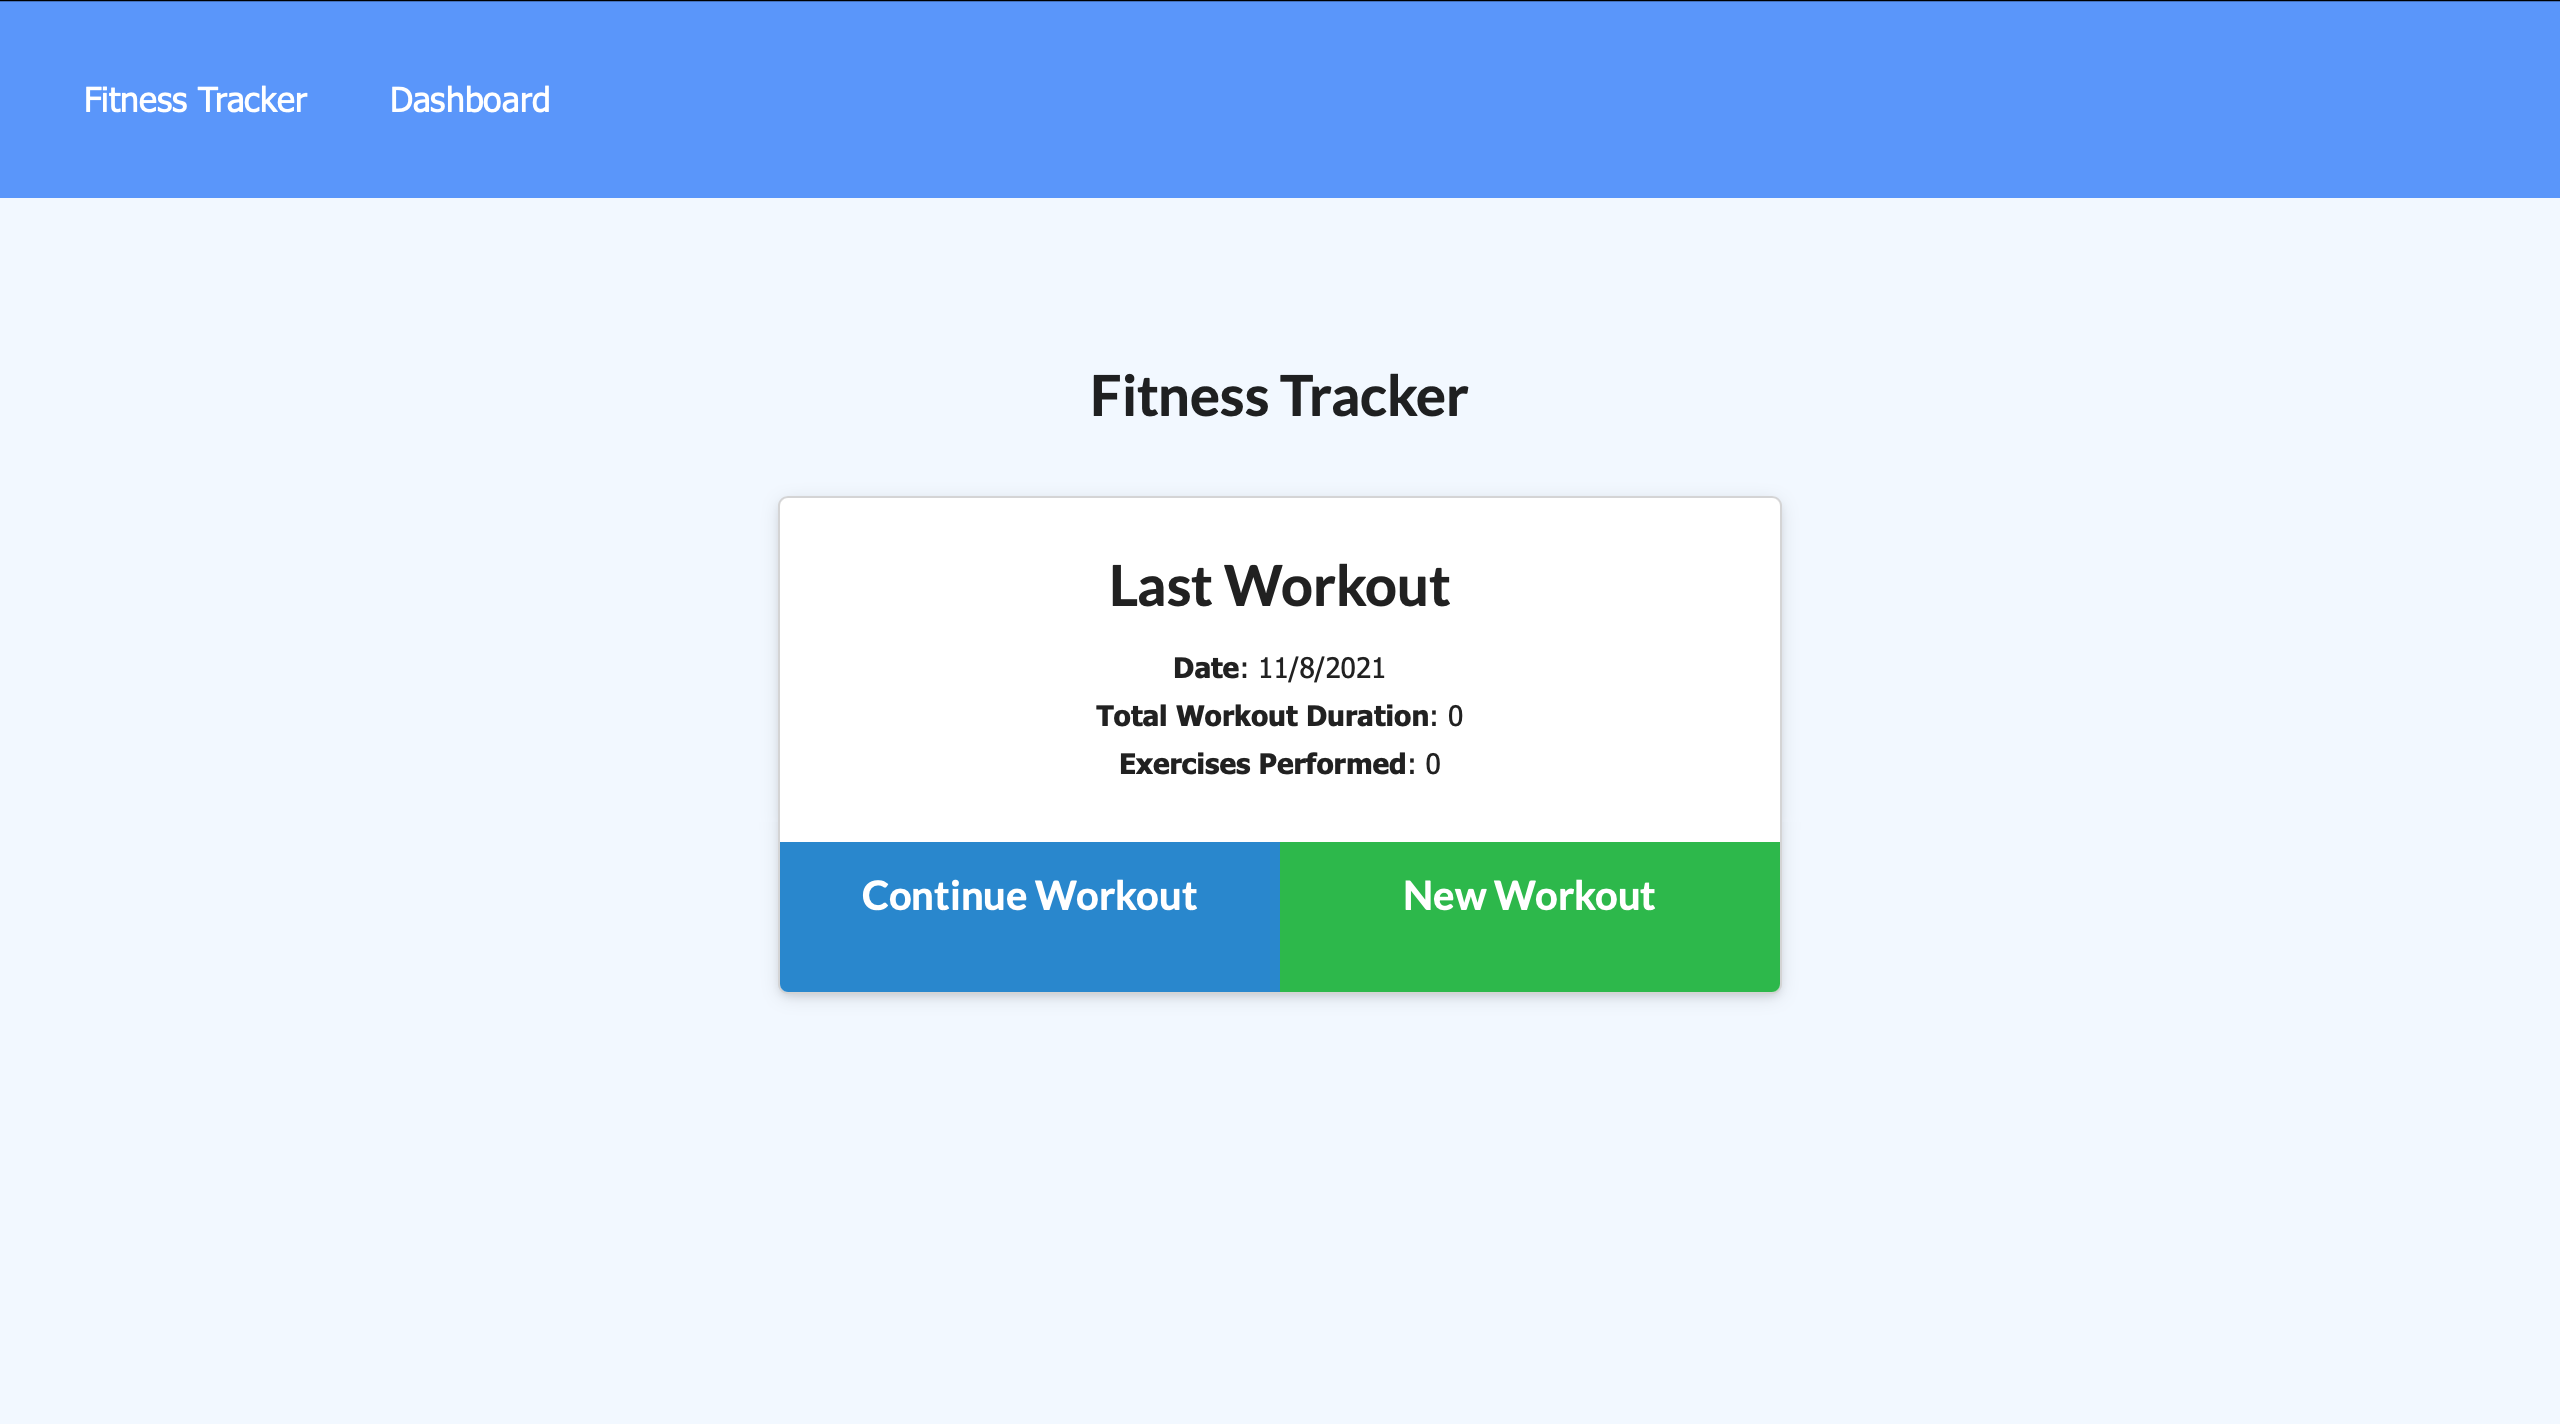 Fitness Tracker Dashboard
Fitness Tracker
Last Workout
Date: 11/8/2021
Total Workout Duration: 0
Exercises Performed: 0
Continue Workout New Workout